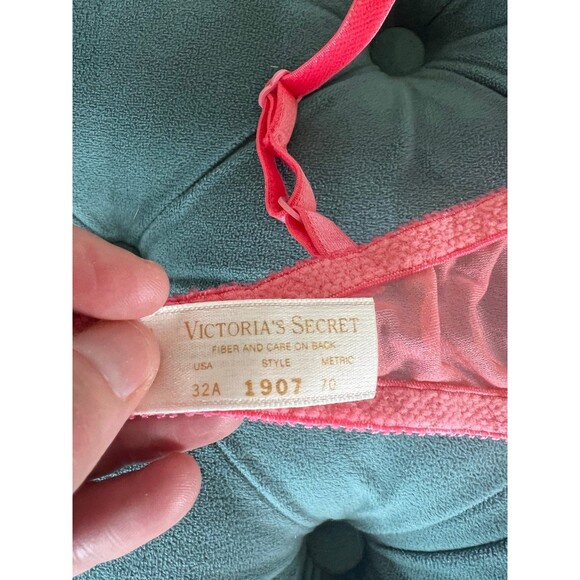 VICTORIA'S SECRET
FIBER AND CARE ON BACK
USA STYLE METRIC
32A 1907 70